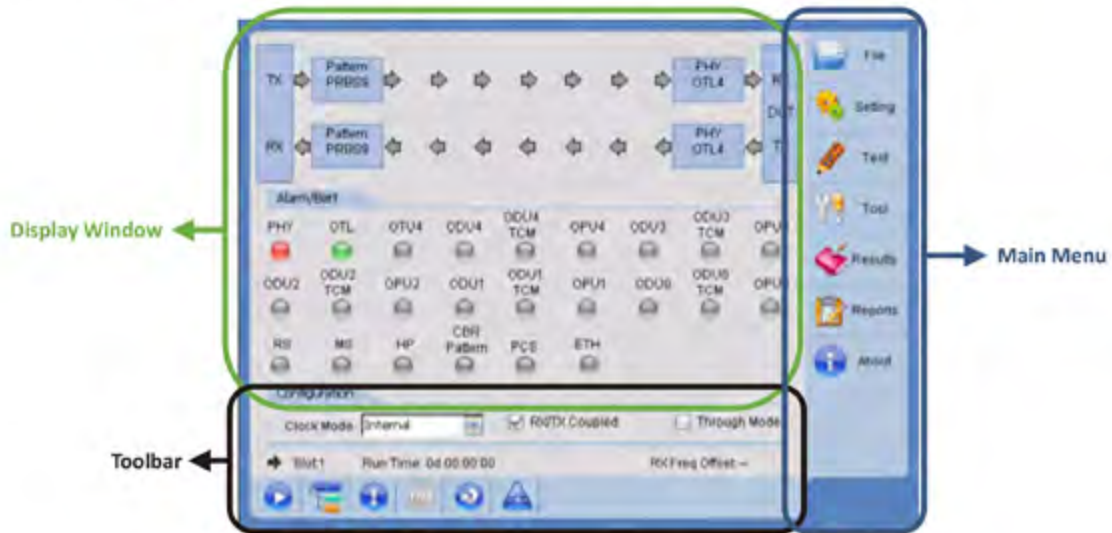 TX
Pattern
PRBS9
PHY
OTL4
RX
Pattern
PRBS9
PHY
OTL4
Alarm/Bert
PHY OTL OTU4 ODU4 ODU4 TCM OPU4 ODU3 ODU3 TCM
ODU2 ODU2 TCM OPU2 ODU1 ODU1 TCM OPU1 ODU0 ODU0 TCM
RS MS HP CBR Pattern PCS ETH
Configuration
Clock Mode Internal RX/TX Coupled Through Mode
Slot:1 Run Time: 0d 00:00:00 RX Freq Offset:--
File
Setting
Test
Tool
Results
Reports
About
Display Window
Main Menu
Toolbar